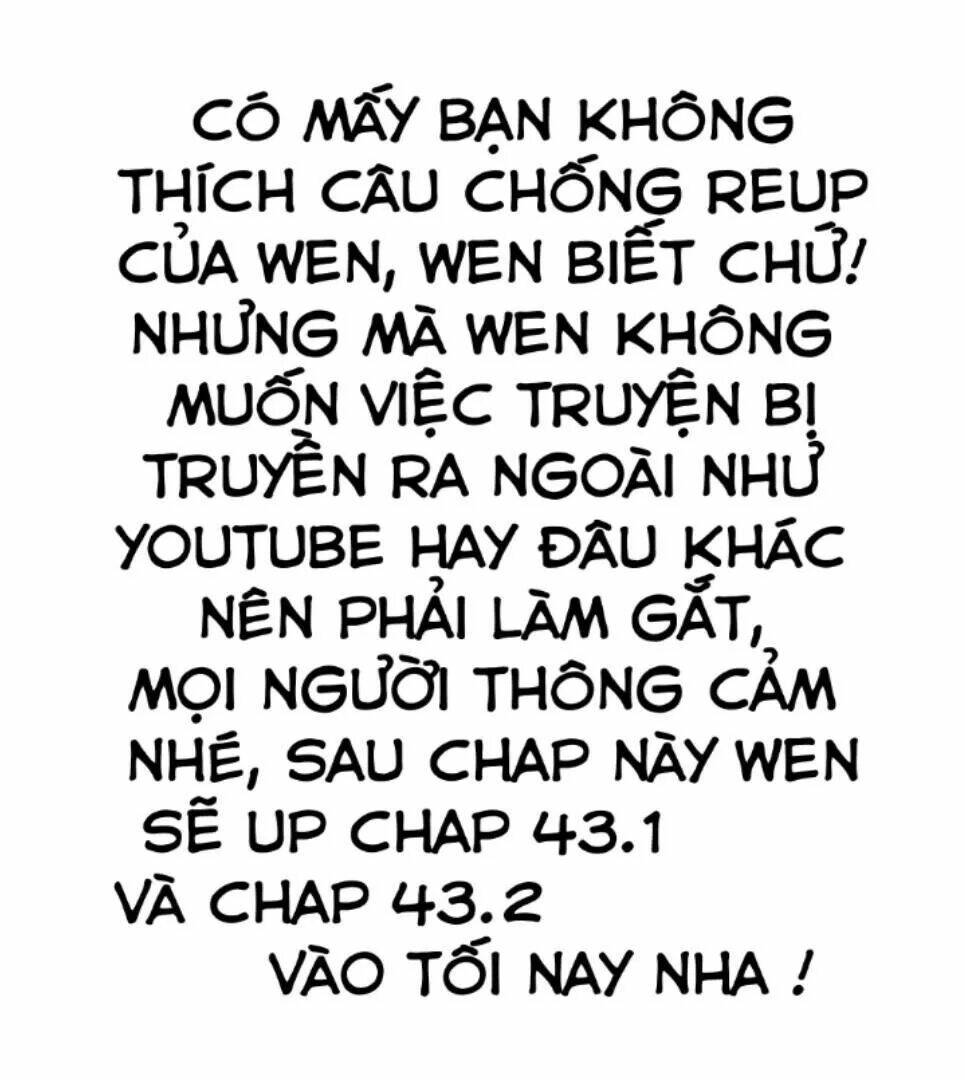 CÓ MẤY BẠN KHÔNG
THÍCH CÂU CHỐNG REUP
CỦA WEN, WEN BIẾT CHỨ!
NHƯNG MÀ WEN KHÔNG
MUỐN VIỆC TRUYỆN BỊ
TRUYỀN RA NGOÀI NHƯ
YOUTUBE HAY ĐÂU KHÁC
NÊN PHẢI LÀM GẮT,
MỌI NGƯỜI THÔNG CẢM
NHÉ, SAU CHAP NÀY WEN
SẼ UP CHAP 43.1
VÀ CHAP 43.2
VÀO TỐI NAY NHA !